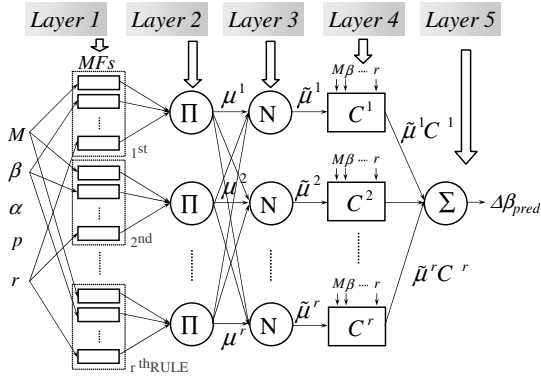 Layer 1 Layer 2 Layer 3 Layer 4 Layer 5
MFs
Mβ .... r
Π μ¹ N μ̃¹ C¹ μ̃¹C¹
M
1st
β
Mβ .... r
α
Π μ² N μ̃² C² Σ Δβpred
p
2nd
r
μ̃ʳCʳ
Mβ .... r
Π μʳ N μ̃ʳ Cʳ
r thRULE